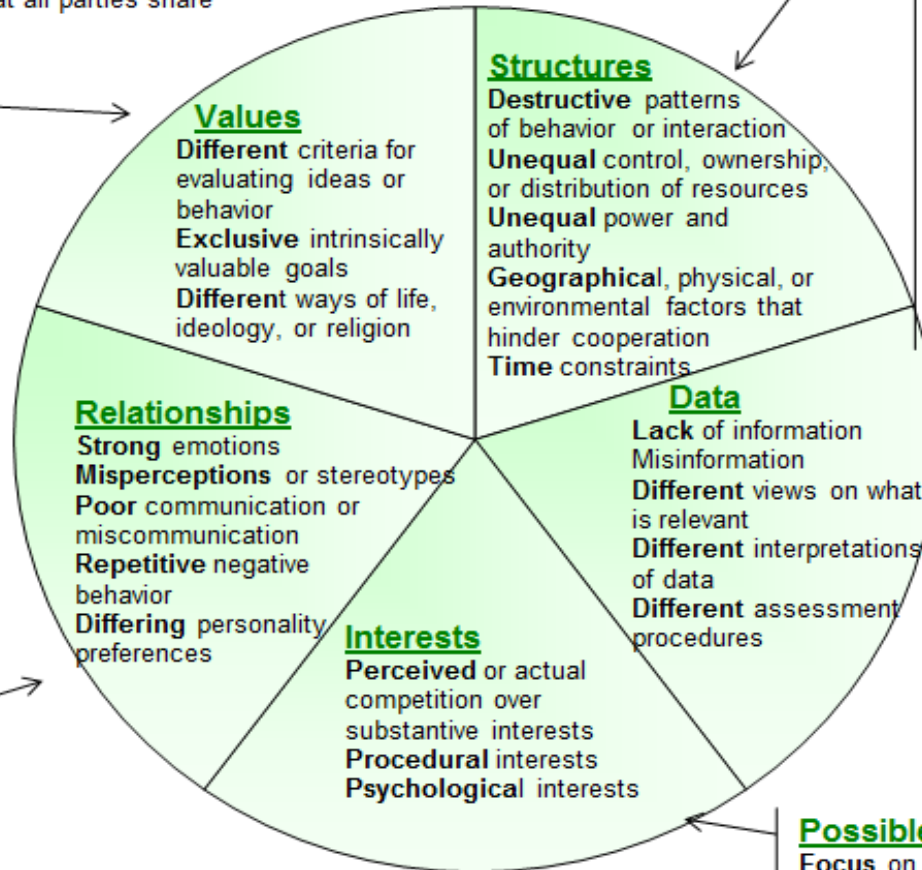 at all parties share
Structures
Destructive patterns
of behavior or interaction
Unequal control, ownership,
or distribution of resources
Unequal power and
authority
Geographical, physical, or
environmental factors that
hinder cooperation
Time constraints
Values
Different criteria for
evaluating ideas or
behavior
Exclusive intrinsically
valuable goals
Different ways of life,
ideology, or religion
Data
Lack of information
Misinformation
Different views on what
is relevant
Different interpretations
of data
Different assessment
procedures
Relationships
Strong emotions
Misperceptions or stereotypes
Poor communication or
miscommunication
Repetitive negative
behavior
Differing personality
preferences
Interests
Perceived or actual
competition over
substantive interests
Procedural interests
Psychological interests
Possible
Focus on